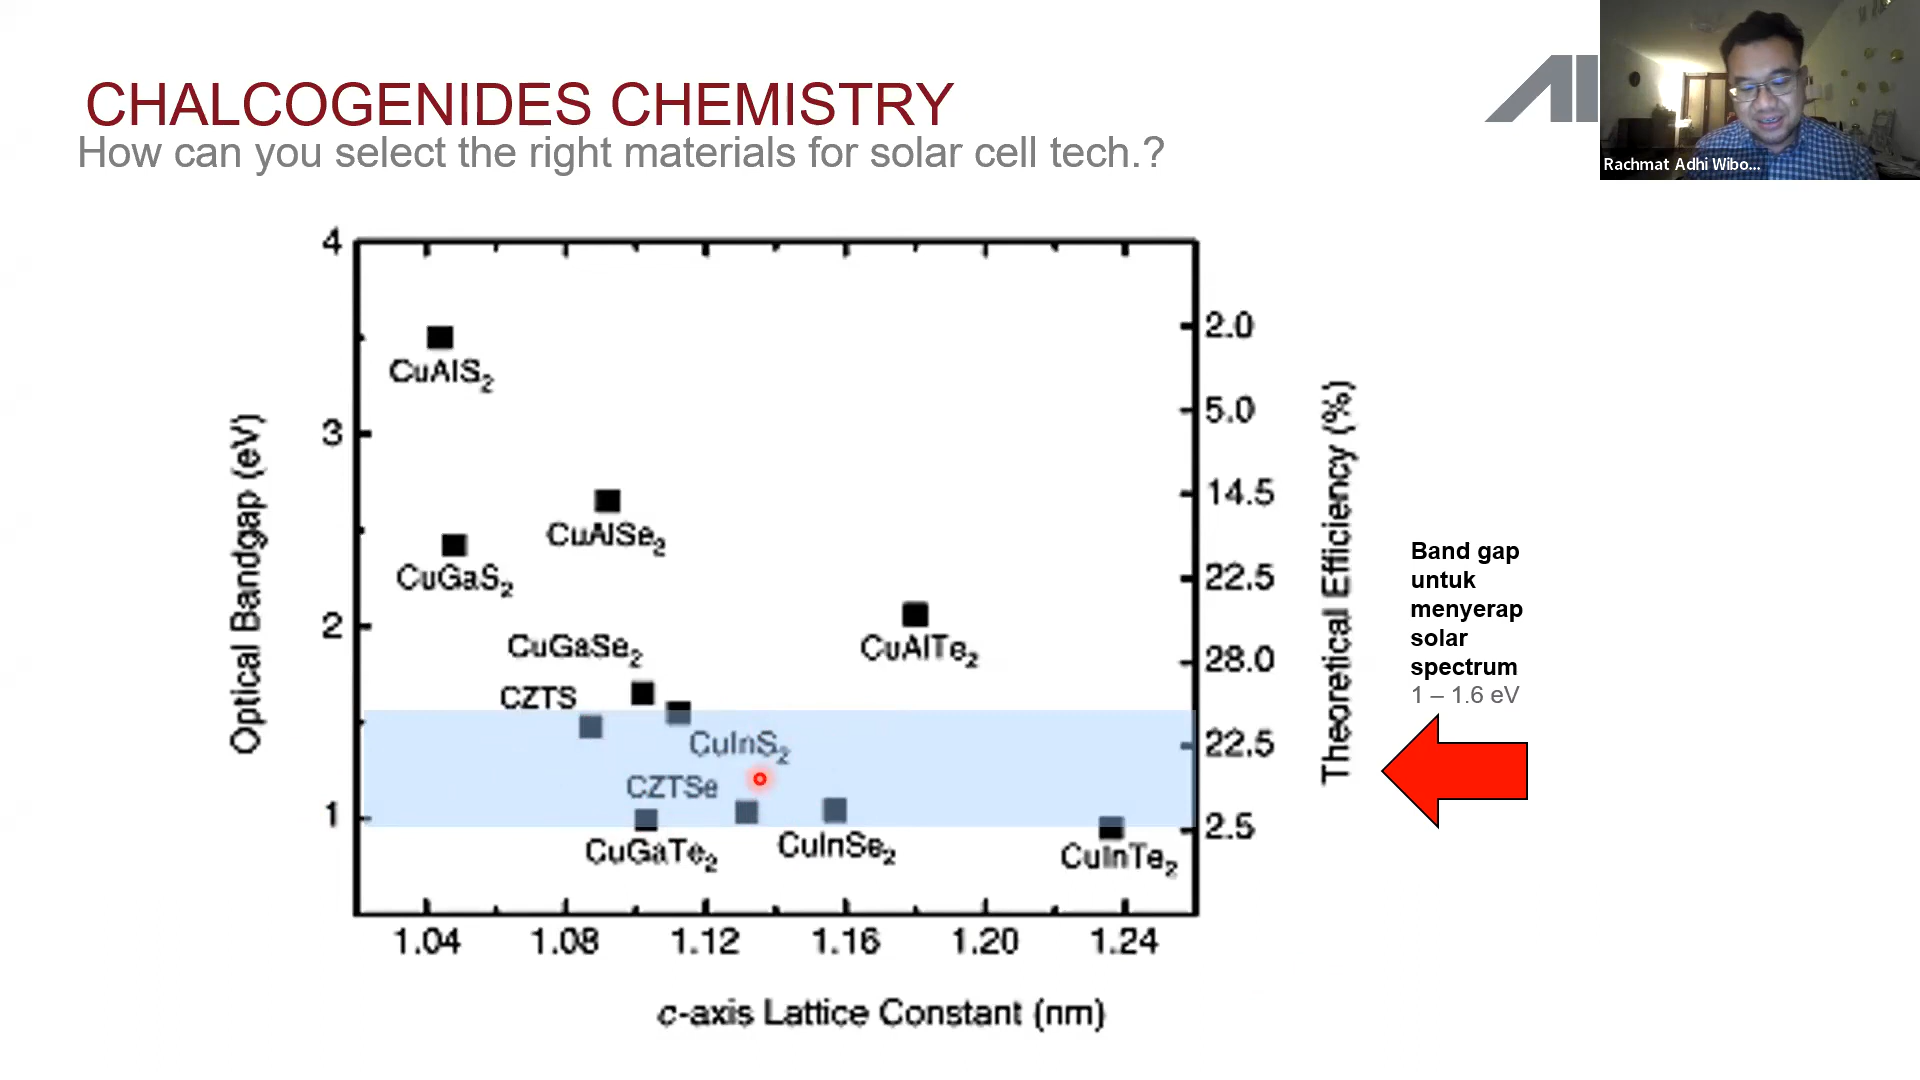 CHALCOGENIDES CHEMISTRY
How can you select the right materials for solar cell tech.?
AI
Rachmat Adhi Wibo...
4
3
2
1
Optical Bandgap (eV)
CuAlS2
CuAlSe2
CuGaS2
CuGaSe2
CuAlTe2
CZTS
CuInS2
CZTSe
CuGaTe2
CuInSe2
CuInTe2
2.0
5.0
14.5
22.5
28.0
22.5
2.5
Theoretical Efficiency (%)
1.04
1.08
1.12
1.16
1.20
1.24
c-axis Lattice Constant (nm)
Band gap
untuk
menyerap
solar
spectrum
1 – 1.6 eV